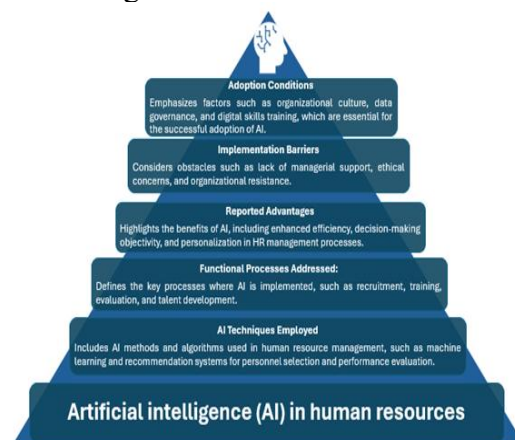 Adoption Conditions
Emphasizes factors such as organizational culture, data
governance, and digital skills training, which are essential for
the successful adoption of AI.
Implementation Barriers
Considers obstacles such as lack of managerial support, ethical
concerns, and organizational resistance.
Reported Advantages
Highlights the benefits of AI, including enhanced efficiency, decision-making
objectivity, and personalization in HR management processes.
Functional Processes Addressed:
Defines the key processes where AI is implemented, such as recruitment, training,
evaluation, and talent development.
AI Techniques Employed
Includes AI methods and algorithms used in human resource management, such as machine
learning and recommendation systems for personnel selection and performance evaluation.
Artificial intelligence (AI) in human resources